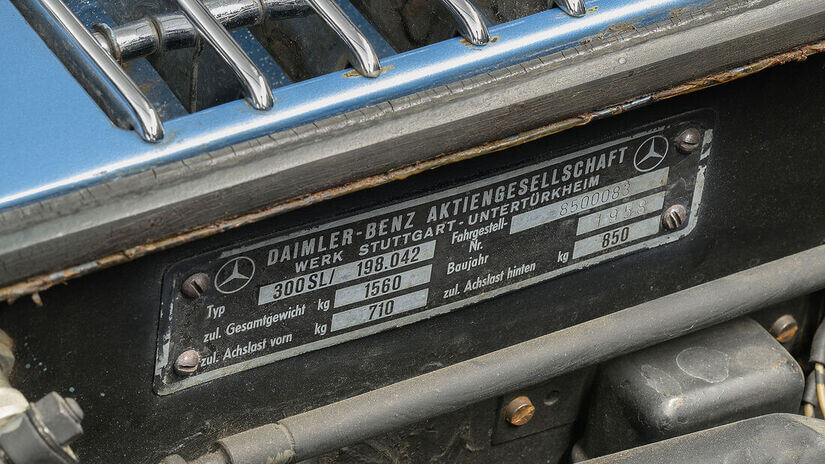 DAIMLER-BENZ AKTIENGESELLSCHAFT
WERK STUTTGART-UNTERTÜRKHEIM
Typ 300SL/ 198.042 Fahrgestell-Nr. 8500083
zul. Gesamtgewicht kg 1560 Baujahr 1958
zul. Achslast vorn kg 710 zul. Achslast hinten kg 850